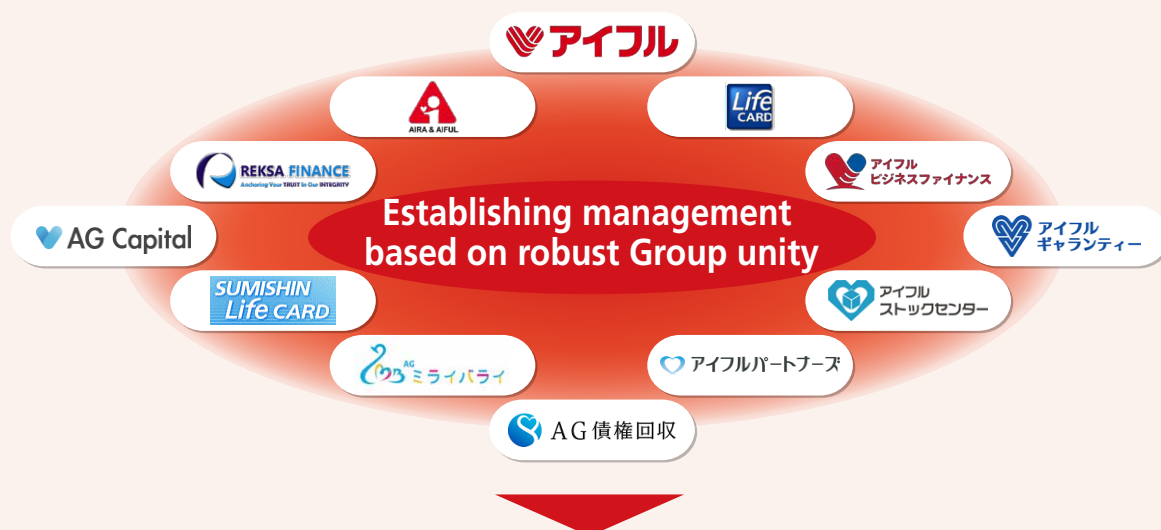 アイフル
AIRA & AIFUL
Life
CARD
REKSA FINANCE
Anchoring Your TRUST In Our INTEGRITY
アイフル
ビジネスファイナンス
AG Capital
Establishing management
based on robust Group unity
アイフル
ギャランティー
SUMISHIN
Life CARD
アイフル
ストックセンター
AG
ミライバライ
アイフルパートナーズ
AG債権回収